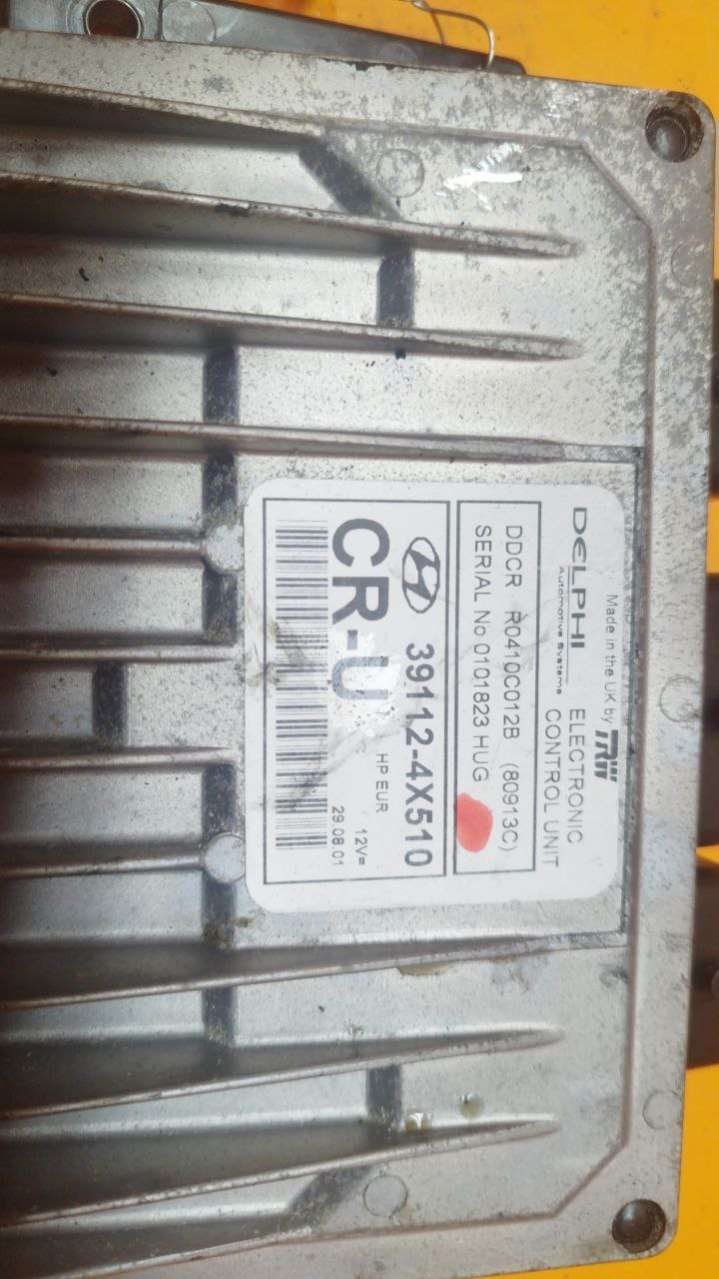 Made in the UK by TRW
DELPHI
Automotive Systems
ELECTRONIC
CONTROL UNIT
DDCR R0410C012B (80913C)
SERIAL No 0101823 HUG
39112-4X510
HP EUR
12V=
CR-U
29.08.01